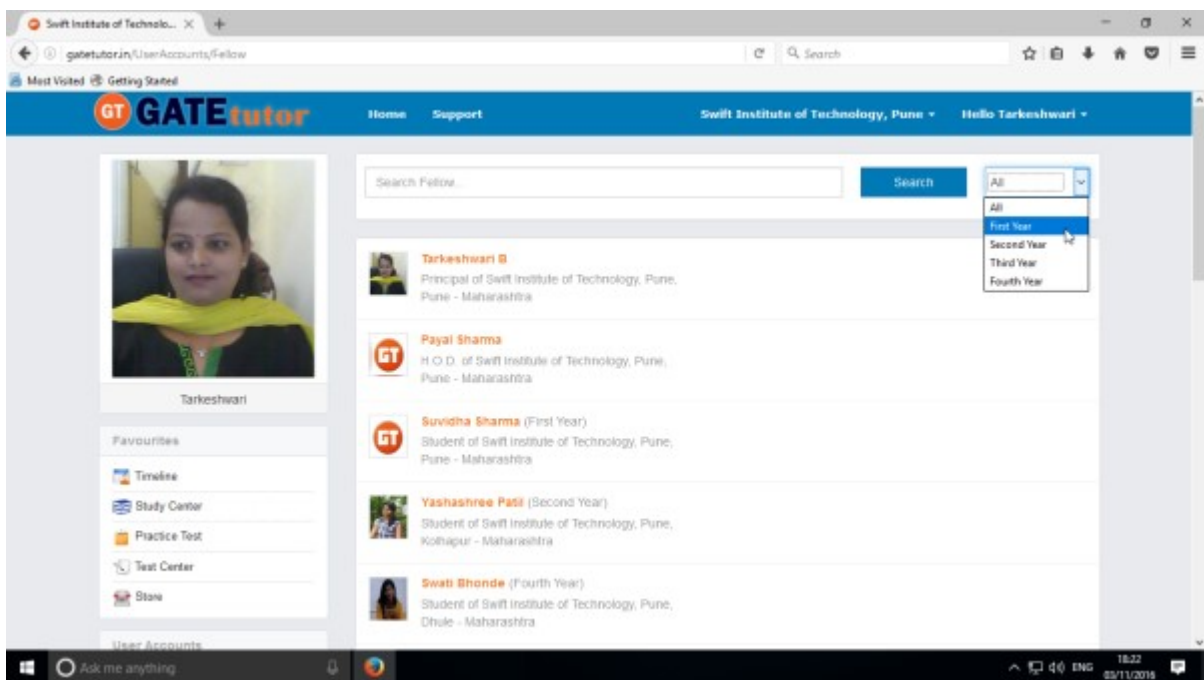 Swift Institute of Technolo...
gatetutor.in/UserAccounts/Fellow
Search
Most Visited Getting Started
GT GATEtutor Home Support Swift Institute of Technology, Pune Hello Tarkeshwari
Search Fellow... Search All
All
First Year
Second Year
Third Year
Fourth Year
Tarkeshwari B
Principal of Swift Institute of Technology, Pune,
Pune - Maharashtra
GT
Payal Sharma
H.O.D. of Swift Institute of Technology, Pune,
Pune - Maharashtra
Tarkeshwari
GT
Suvidha Sharma (First Year)
Student of Swift Institute of Technology, Pune,
Pune - Maharashtra
Favourites
Timeline
Study Center
Practice Test
Test Center
Store
Yashashree Patil (Second Year)
Student of Swift Institute of Technology, Pune,
Kolhapur - Maharashtra
Swati Bhonde (Fourth Year)
Student of Swift Institute of Technology, Pune,
Dhule - Maharashtra
User Accounts
Ask me anything
ENG
18:22
03/11/2016